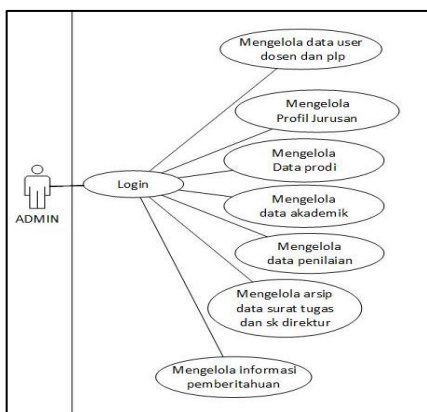 Mengelola data user
dosen dan plp
Mengelola
Profil Jurusan
Mengelola
Data prodi
Login
ADMIN
Mengelola
data akademik
Mengelola
data penilaian
Mengelola arsip
data surat tugas
dan sk direktur
Mengelola informasi
pemberitahuan